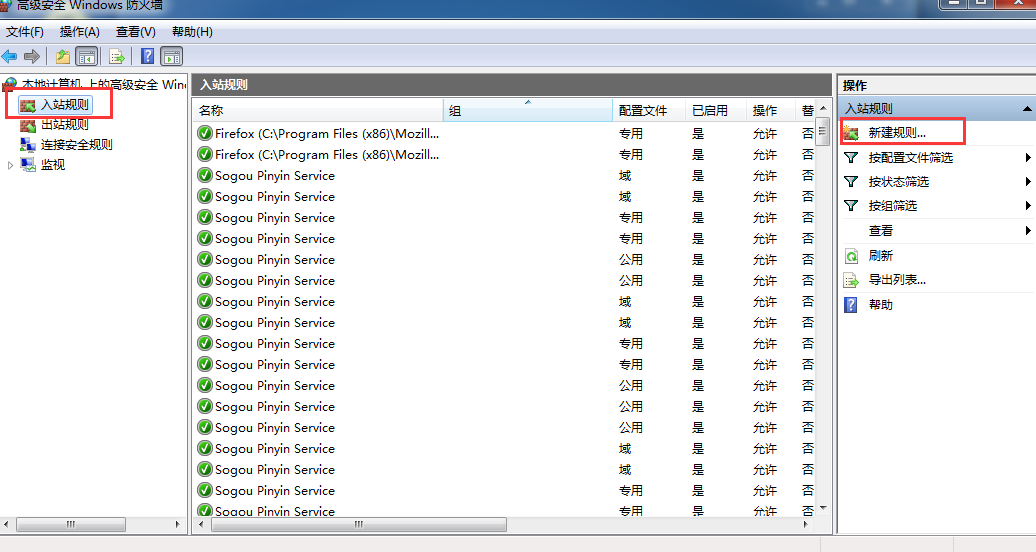 高级安全 Windows 防火墙
文件(F) 操作(A) 查看(V) 帮助(H)
本地计算机 上的高级安全 Win
入站规则
出站规则
连接安全规则
监视
入站规则
名称 组 配置文件 已启用 操作 替
Firefox (C:\Program Files (x86)\Mozill... 专用 是 允许 否
Firefox (C:\Program Files (x86)\Mozill... 专用 是 允许 否
Sogou Pinyin Service 域 是 允许 否
Sogou Pinyin Service 域 是 允许 否
Sogou Pinyin Service 专用 是 允许 否
Sogou Pinyin Service 专用 是 允许 否
Sogou Pinyin Service 公用 是 允许 否
Sogou Pinyin Service 公用 是 允许 否
Sogou Pinyin Service 域 是 允许 否
Sogou Pinyin Service 域 是 允许 否
Sogou Pinyin Service 专用 是 允许 否
Sogou Pinyin Service 专用 是 允许 否
Sogou Pinyin Service 公用 是 允许 否
Sogou Pinyin Service 公用 是 允许 否
Sogou Pinyin Service 公用 是 允许 否
Sogou Pinyin Service 域 是 允许 否
Sogou Pinyin Service 域 是 允许 否
Sogou Pinyin Service 专用 是 允许 否
Sogou Pinyin Service 专用 是 允许 否
操作
入站规则
新建规则...
按配置文件筛选
按状态筛选
按组筛选
查看
刷新
导出列表...
帮助